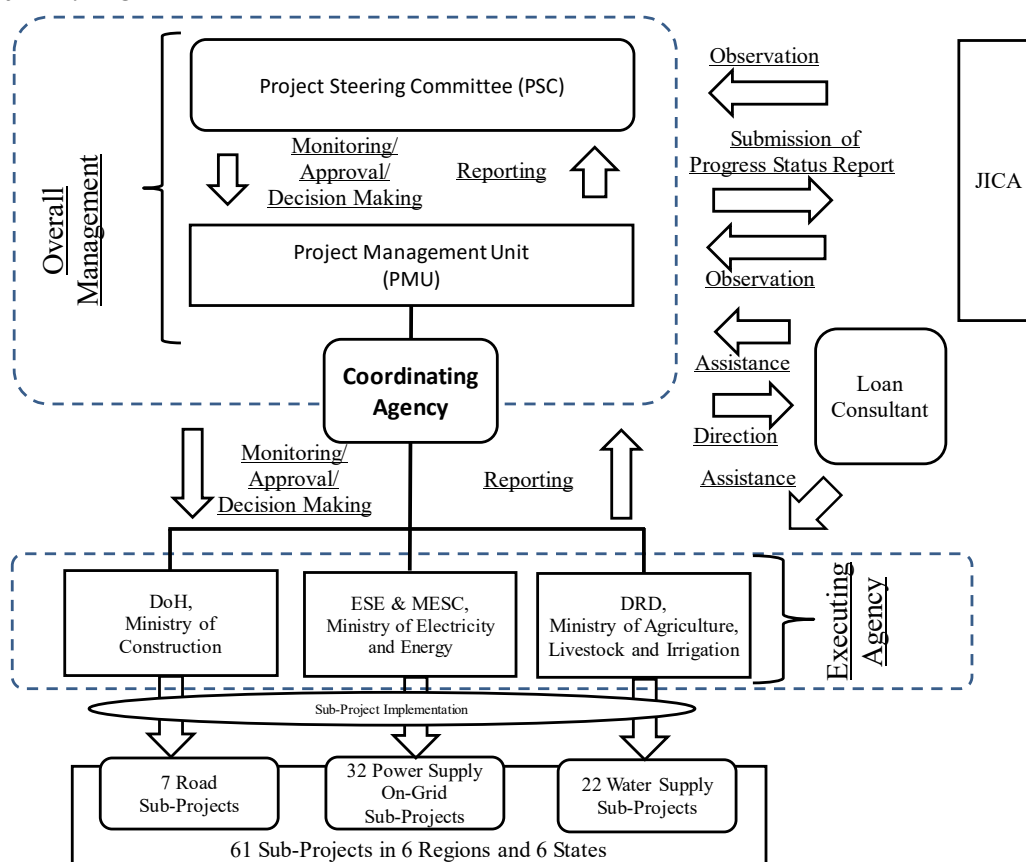 Project Steering Committee (PSC)
Observation
Monitoring/
Approval/
Decision Making
Reporting
Submission of
Progress Status Report
JICA
Overall
Management
Project Management Unit
(PMU)
Observation
Coordinating
Agency
Assistance
Loan
Consultant
Direction
Monitoring/
Approval/
Decision Making
Reporting
Assistance
DoH,
Ministry of
Construction
ESE & MESC,
Ministry of Electricity
and Energy
DRD,
Ministry of Agriculture,
Livestock and Irrigation
Executing
Agency
Sub-Project Implementation
7 Road
Sub-Projects
32 Power Supply
On-Grid
Sub-Projects
22 Water Supply
Sub-Projects
61 Sub-Projects in 6 Regions and 6 States